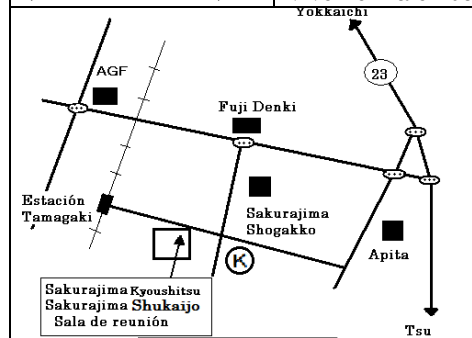 Yokkaichi
23
AGF
Fuji Denki
Estación
Tamagaki
Sakurajima
Shogakko
Apita
K
Sakurajima Kyoushitsu
Sakurajima Shukaijo
Sala de reunión
Tsu